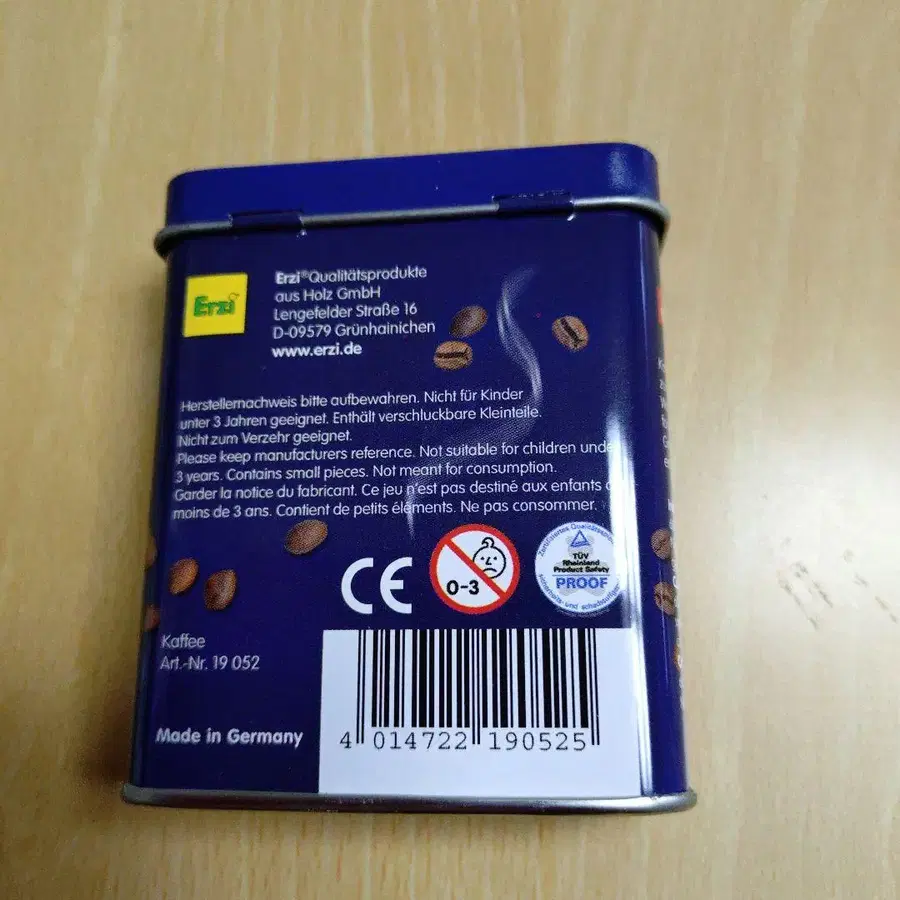 Erzi
Erzi® Qualitätsprodukte
aus Holz GmbH
Lengefelder Straße 16
D-09579 Grünhainichen
www.erzi.de
Herstellernachweis bitte aufbewahren. Nicht für Kinder
unter 3 Jahren geeignet. Enthält verschluckbare Kleinteile.
Nicht zum Verzehr geeignet.
Please keep manufacturers reference. Not suitable for children
3 years. Contains small pieces. Not meant for consumption.
Garder la notice du fabricant. Ce jeu n'est pas destiné aux enfants
moins de 3 ans. Contient de petits éléments. Ne pas consommer.
CE
0-3
TÜV
Rheinland
Product Safety
PROOF
Kaffee
Art.-Nr. 19 052
Made in Germany
4 014722 190525